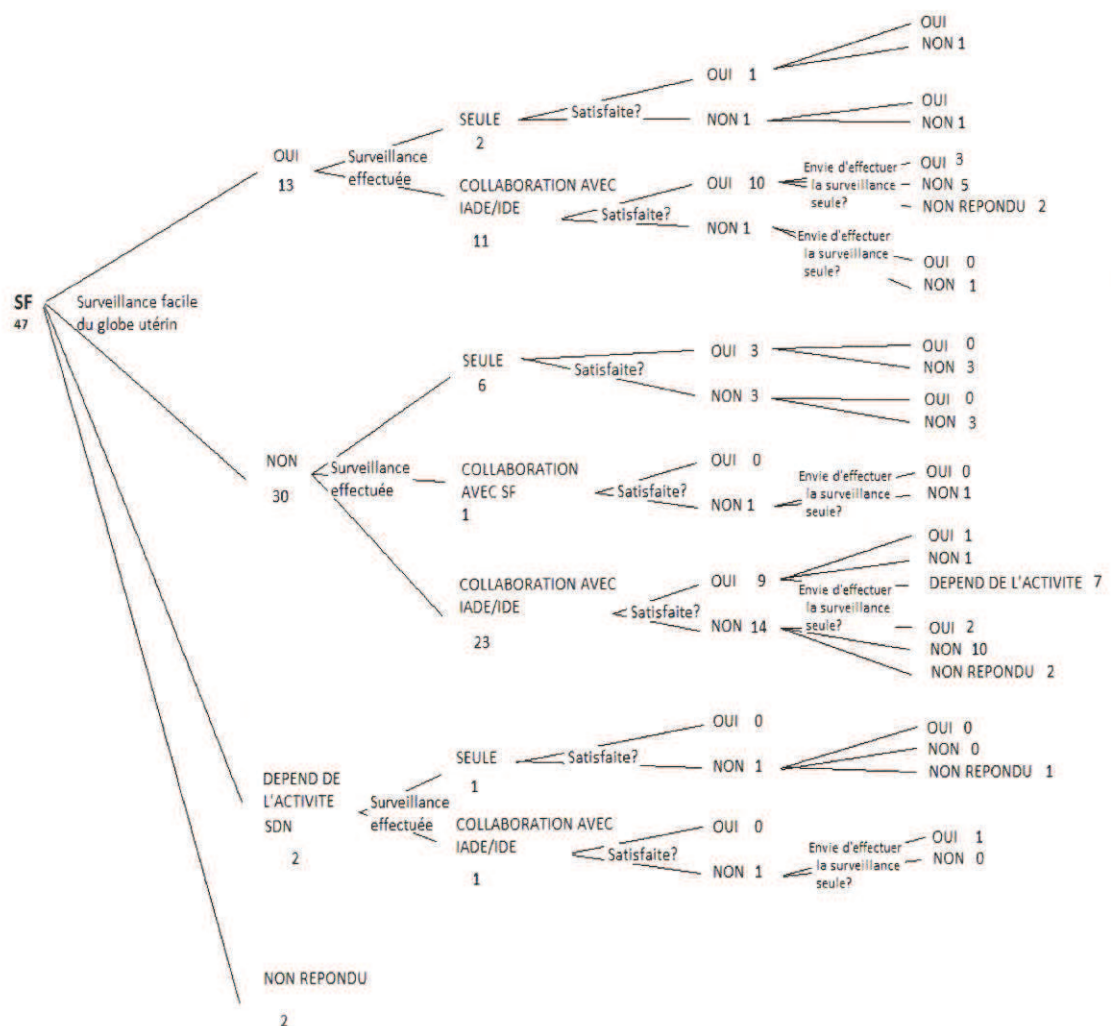 OUI
NON 1
OUI 1
Satisfaite?
SEULE
2
OUI
NON 1
NON 1
OUI
13
Surveillance
effectuée
COLLABORATION AVEC
IADE/IDE
11
Satisfaite?
OUI 10
Envie d'effectuer
la surveillance
seule?
OUI 3
NON 5
NON REPONDU 2
NON 1
Envie d'effectuer
la surveillance
seule?
OUI 0
NON 1
SF
47
Surveillance facile
du globe utérin
SEULE
6
Satisfaite?
OUI 3
OUI 0
NON 3
NON 3
OUI 0
NON 3
NON
30
Surveillance
effectuée
COLLABORATION
AVEC SF
1
Satisfaite?
OUI 0
NON 1
Envie d'effectuer
la surveillance
seule?
OUI 0
NON 1
COLLABORATION AVEC
IADE/IDE
23
Satisfaite?
OUI 9
OUI 1
NON 1
DEPEND DE L'ACTIVITE 7
Envie d'effectuer
la surveillance
seule?
NON 14
OUI 2
NON 10
NON REPONDU 2
DEPEND DE
L'ACTIVITE
SDN
2
Surveillance
effectuée
SEULE
1
Satisfaite?
OUI 0
NON 1
OUI 0
NON 0
NON REPONDU 1
COLLABORATION AVEC
IADE/IDE
1
Satisfaite?
OUI 0
NON 1
Envie d'effectuer
la surveillance
seule?
OUI 1
NON 0
NON REPONDU
2